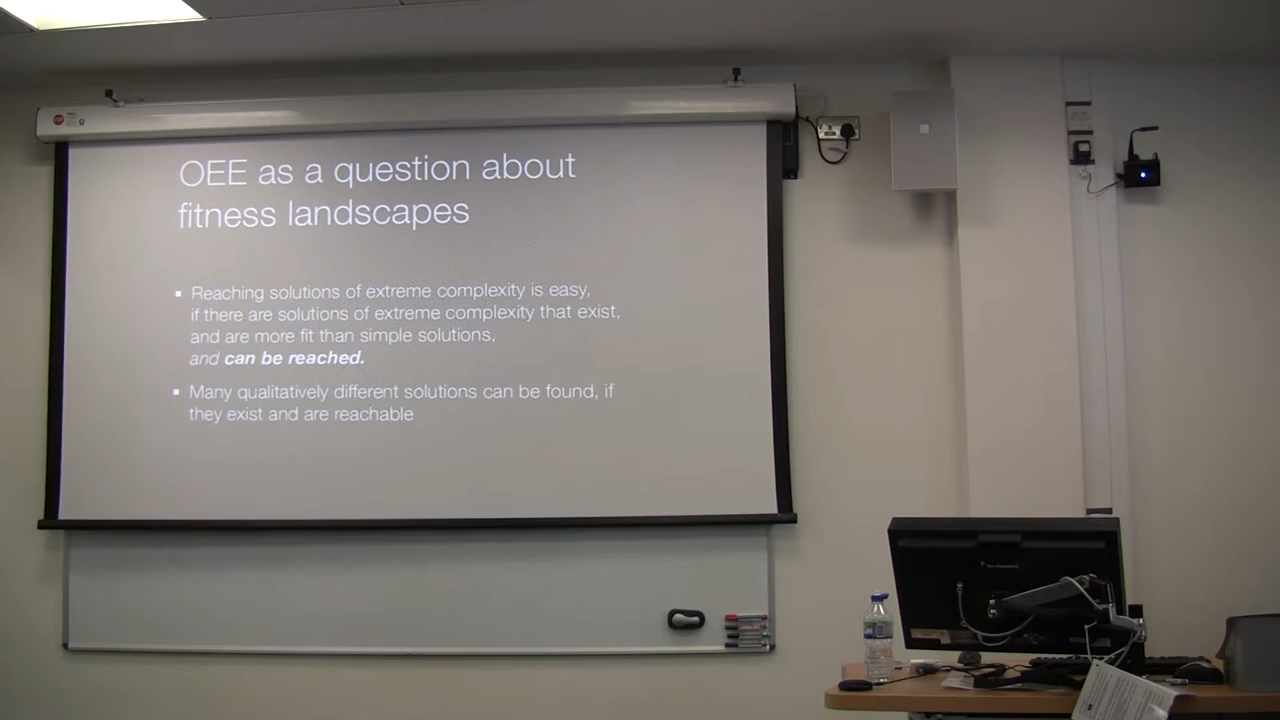 OEE as a question about
fitness landscapes
▪ Reaching solutions of extreme complexity is easy,
if there are solutions of extreme complexity that exist,
and are more fit than simple solutions,
and can be reached.
▪ Many qualitatively different solutions can be found, if
they exist and are reachable